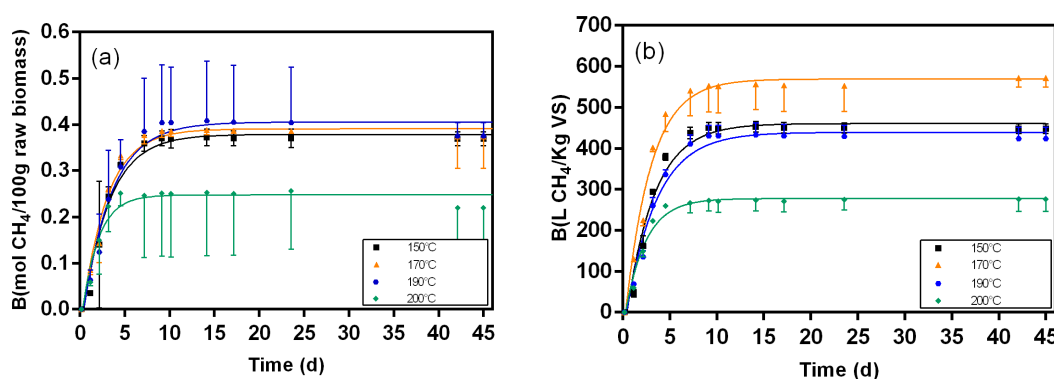 (a)
B(mol CH₄/100g raw biomass)
0.6
0.5
0.4
0.3
0.2
0.1
0.0
150°C
170°C
190°C
200°C
0 5 10 15 20 25 30 35 40 45
Time (d)
(b)
B(L CH₄/Kg VS)
700
600
500
400
300
200
100
0
150°C
170°C
190°C
200°C
0 5 10 15 20 25 30 35 40 45
Time (d)